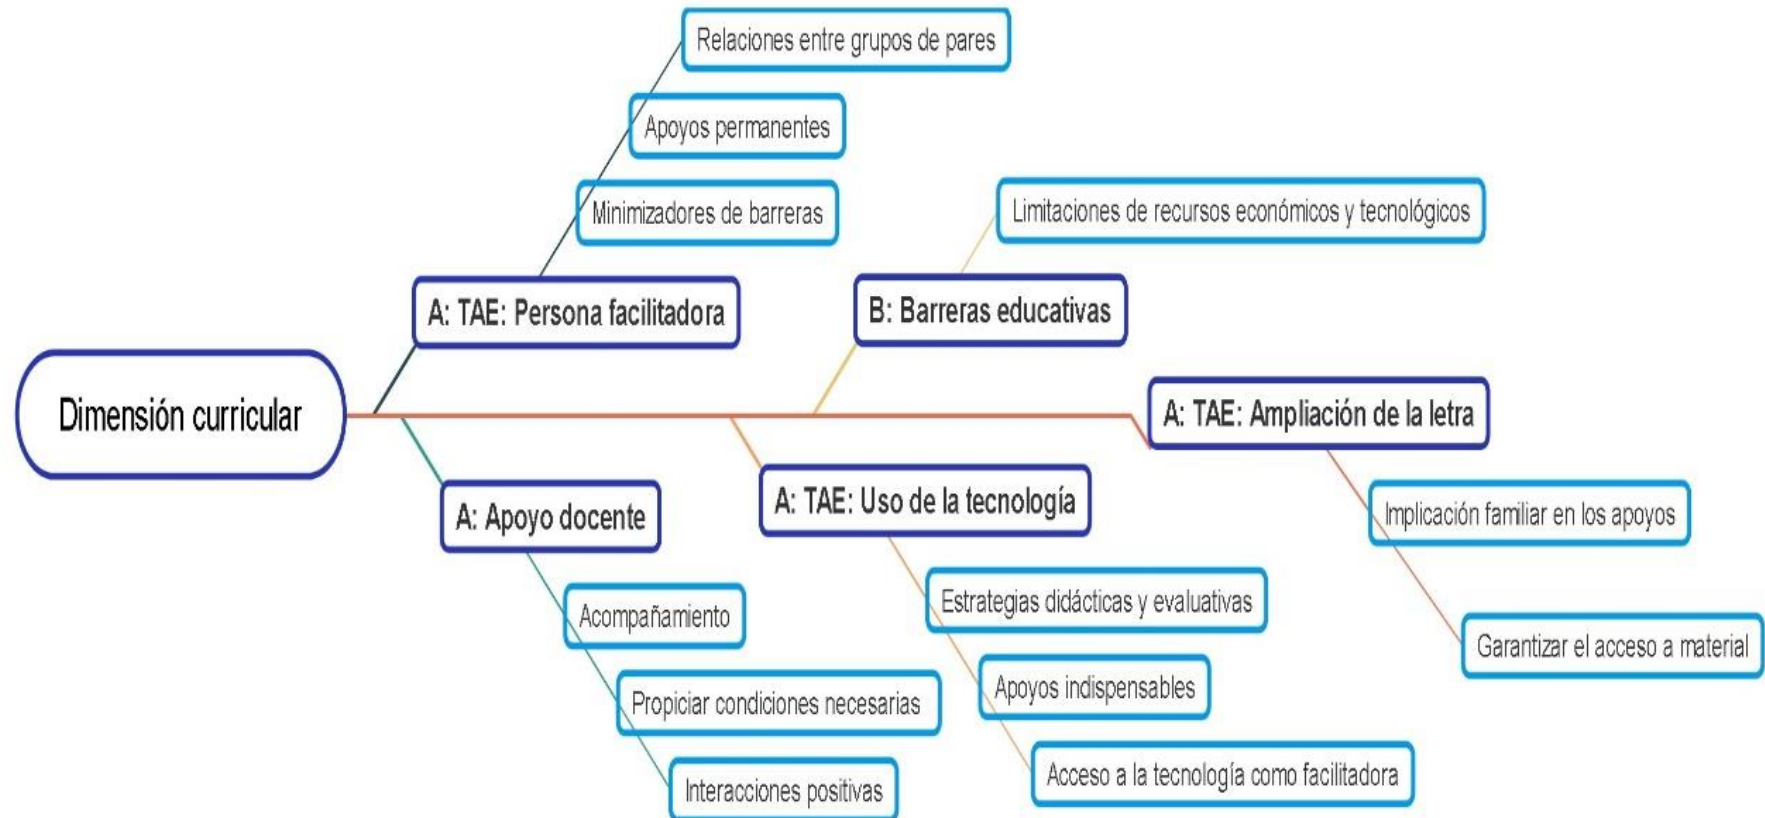 Relaciones entre grupos de pares
Apoyos permanentes
Minimizadores de barreras
Limitaciones de recursos económicos y tecnológicos
A: TAE: Persona facilitadora
B: Barreras educativas
Dimensión curricular
A: TAE: Ampliación de la letra
A: Apoyo docente
A: TAE: Uso de la tecnología
Implicación familiar en los apoyos
Acompañamiento
Estrategias didácticas y evaluativas
Garantizar el acceso a material
Propiciar condiciones necesarias
Apoyos indispensables
Interacciones positivas
Acceso a la tecnología como facilitadora